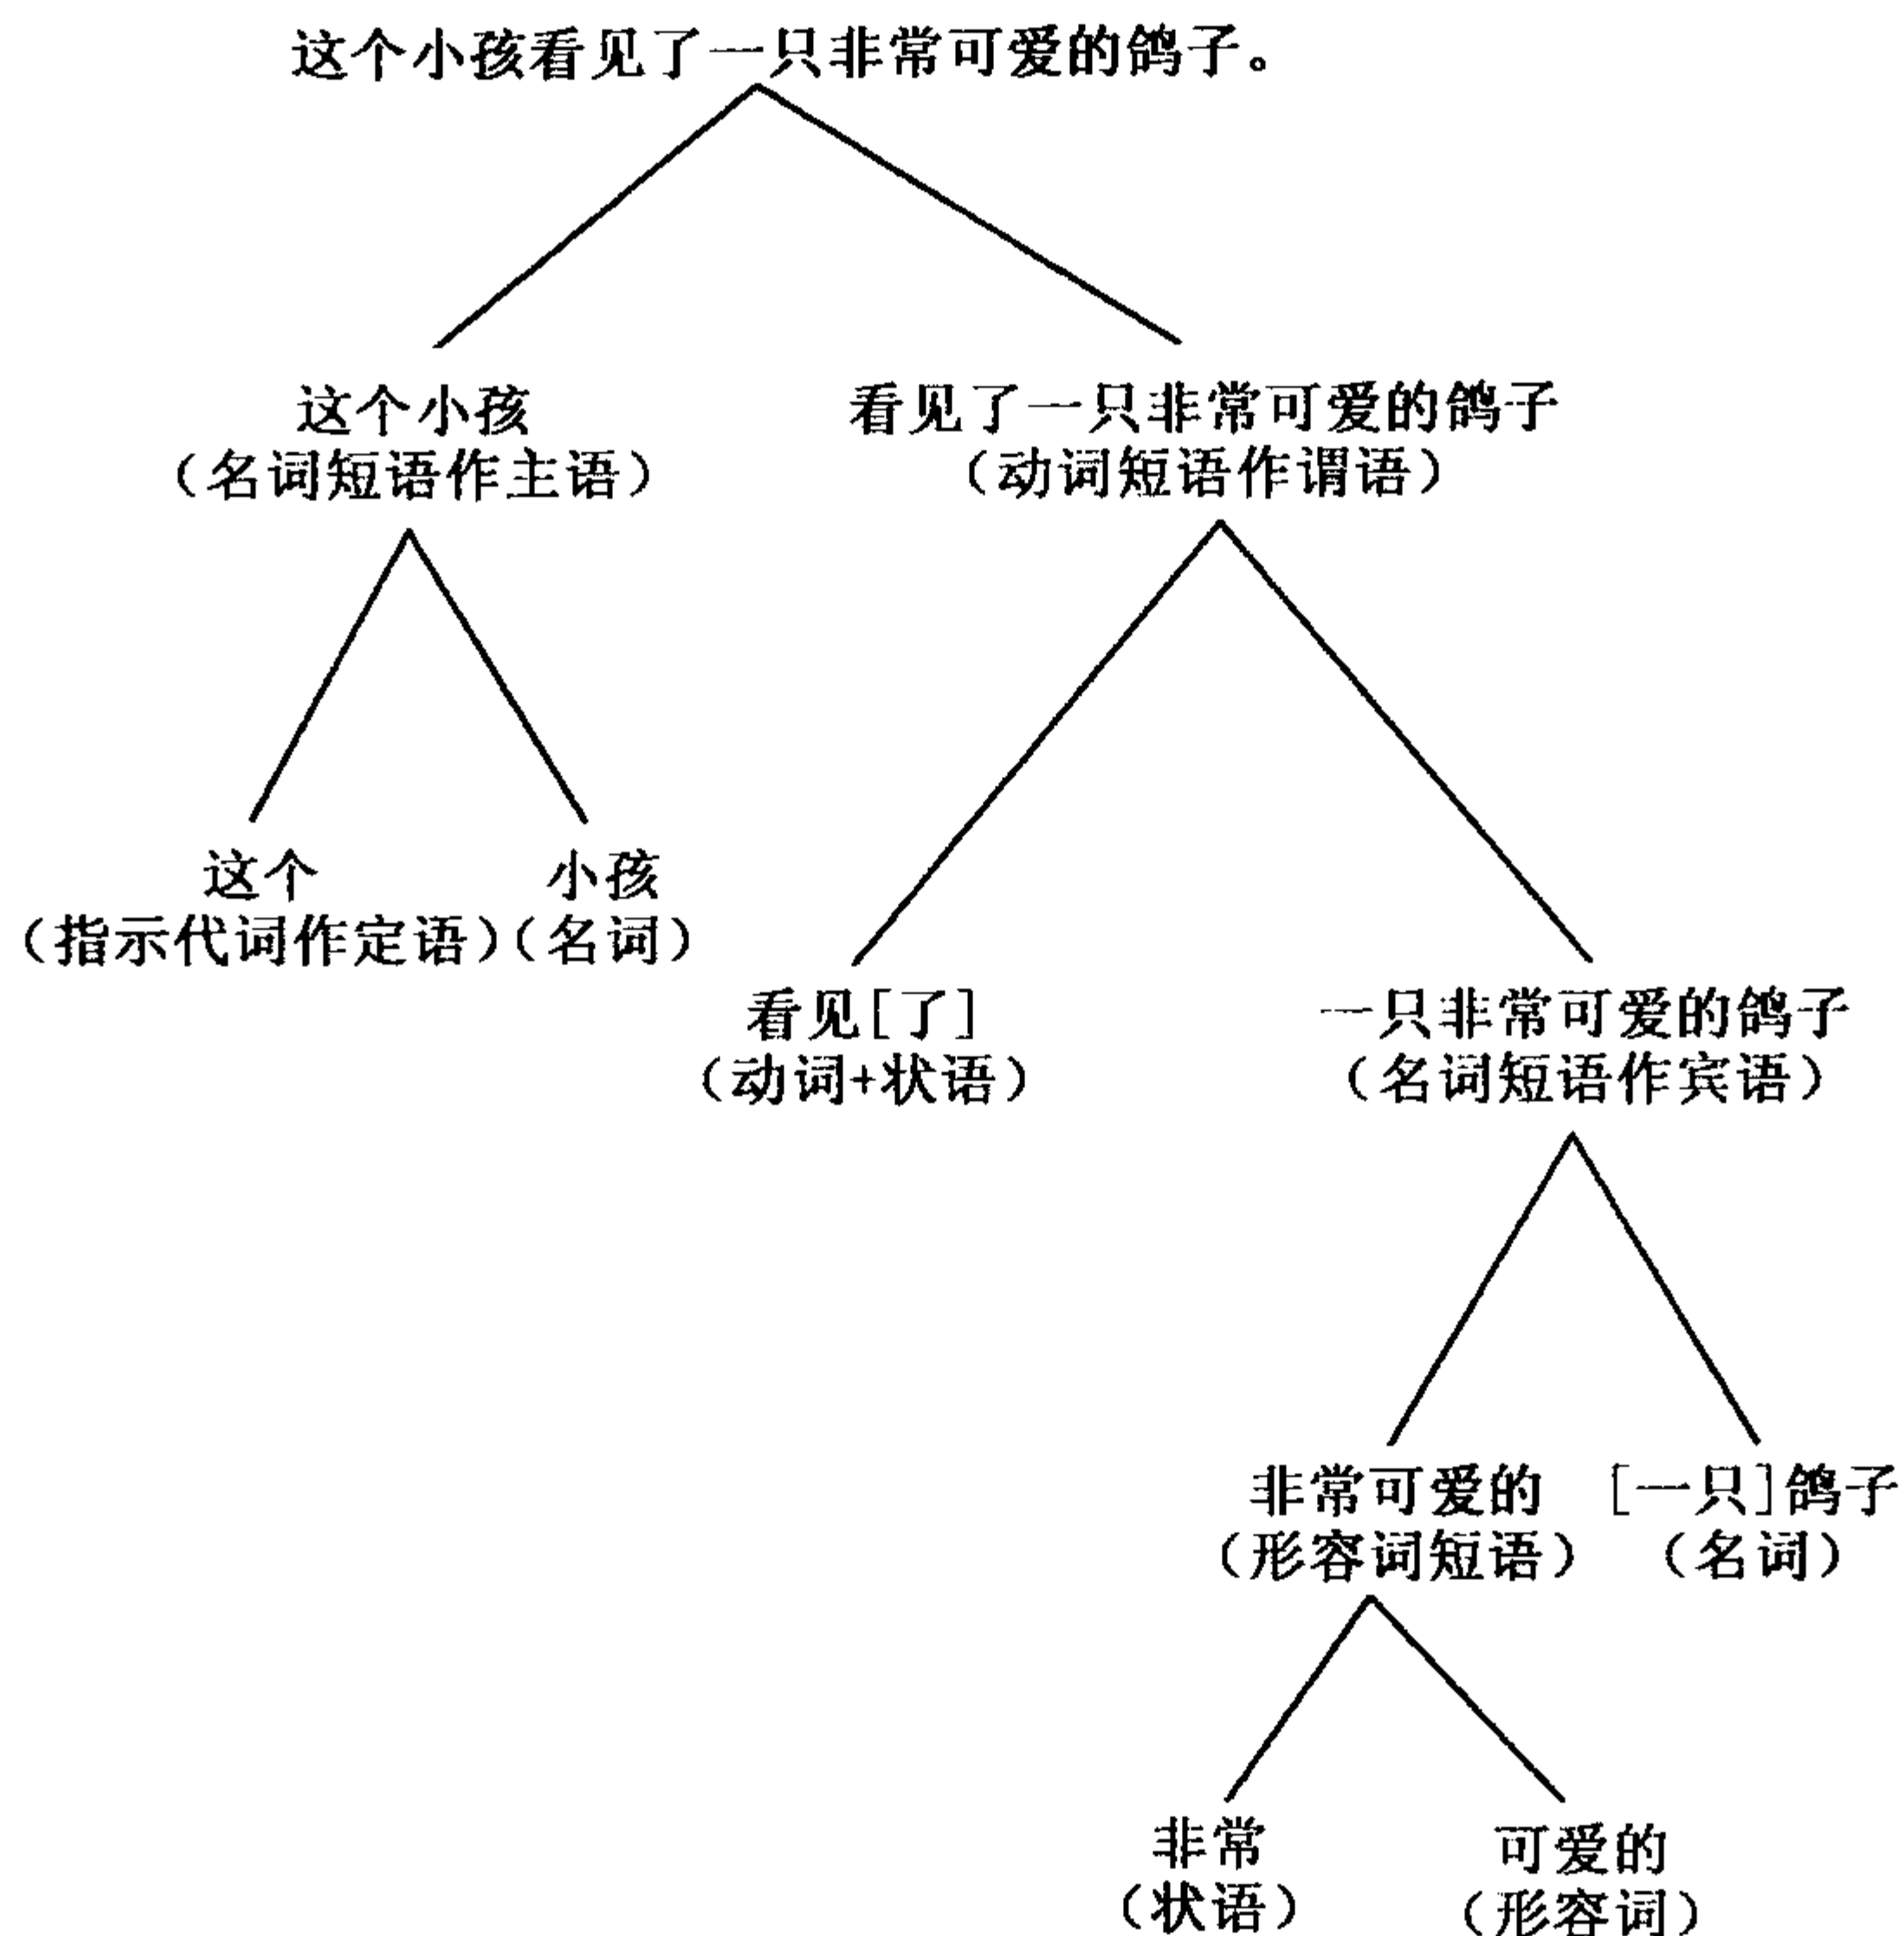 这个小孩看见了一只非常可爱的鸽子。
这个小孩
(名词短语作主语)
看见了一只非常可爱的鸽子
(动词短语作谓语)
这个
(指示代词作定语)
小孩
(名词)
看见[了]
(动词+状语)
一只非常可爱的鸽子
(名词短语作宾语)
非常可爱的
(形容词短语)
[一只]鸽子
(名词)
非常
(状语)
可爱的
(形容词)